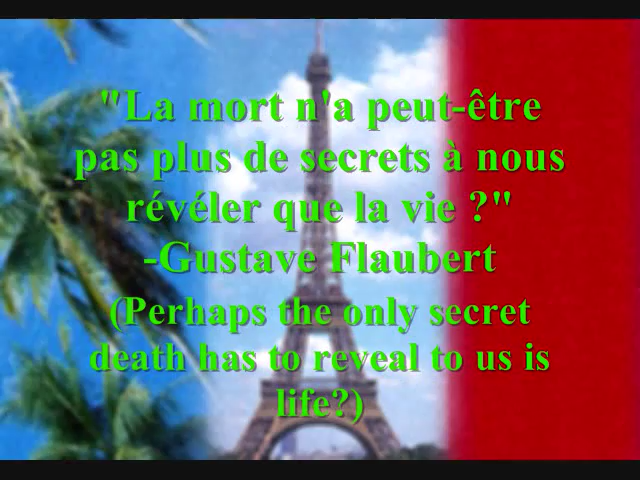 "La mort n'a peut-être
pas plus de secrets à nous
révéler que la vie ?"
-Gustave Flaubert
(Perhaps the only secret
death has to reveal to us is
life?)